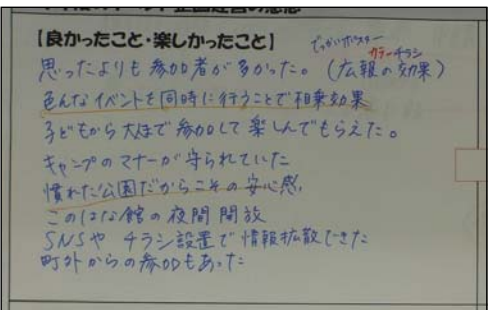 【良かったこと・楽しかったこと】
でっかいポスター
カラーチラシ
思ったよりも参加者が多かった。(広報の効果)
色んなイベントを同時に行うことで相乗効果
子どもから大人まで参加して楽しんでもらえた。
キャンプのマナーが守られていた
慣れた公園だからこその安心感。
このはな館の夜間開放
SNSや チラシ設置で情報拡散できた
町外からの参加もあった